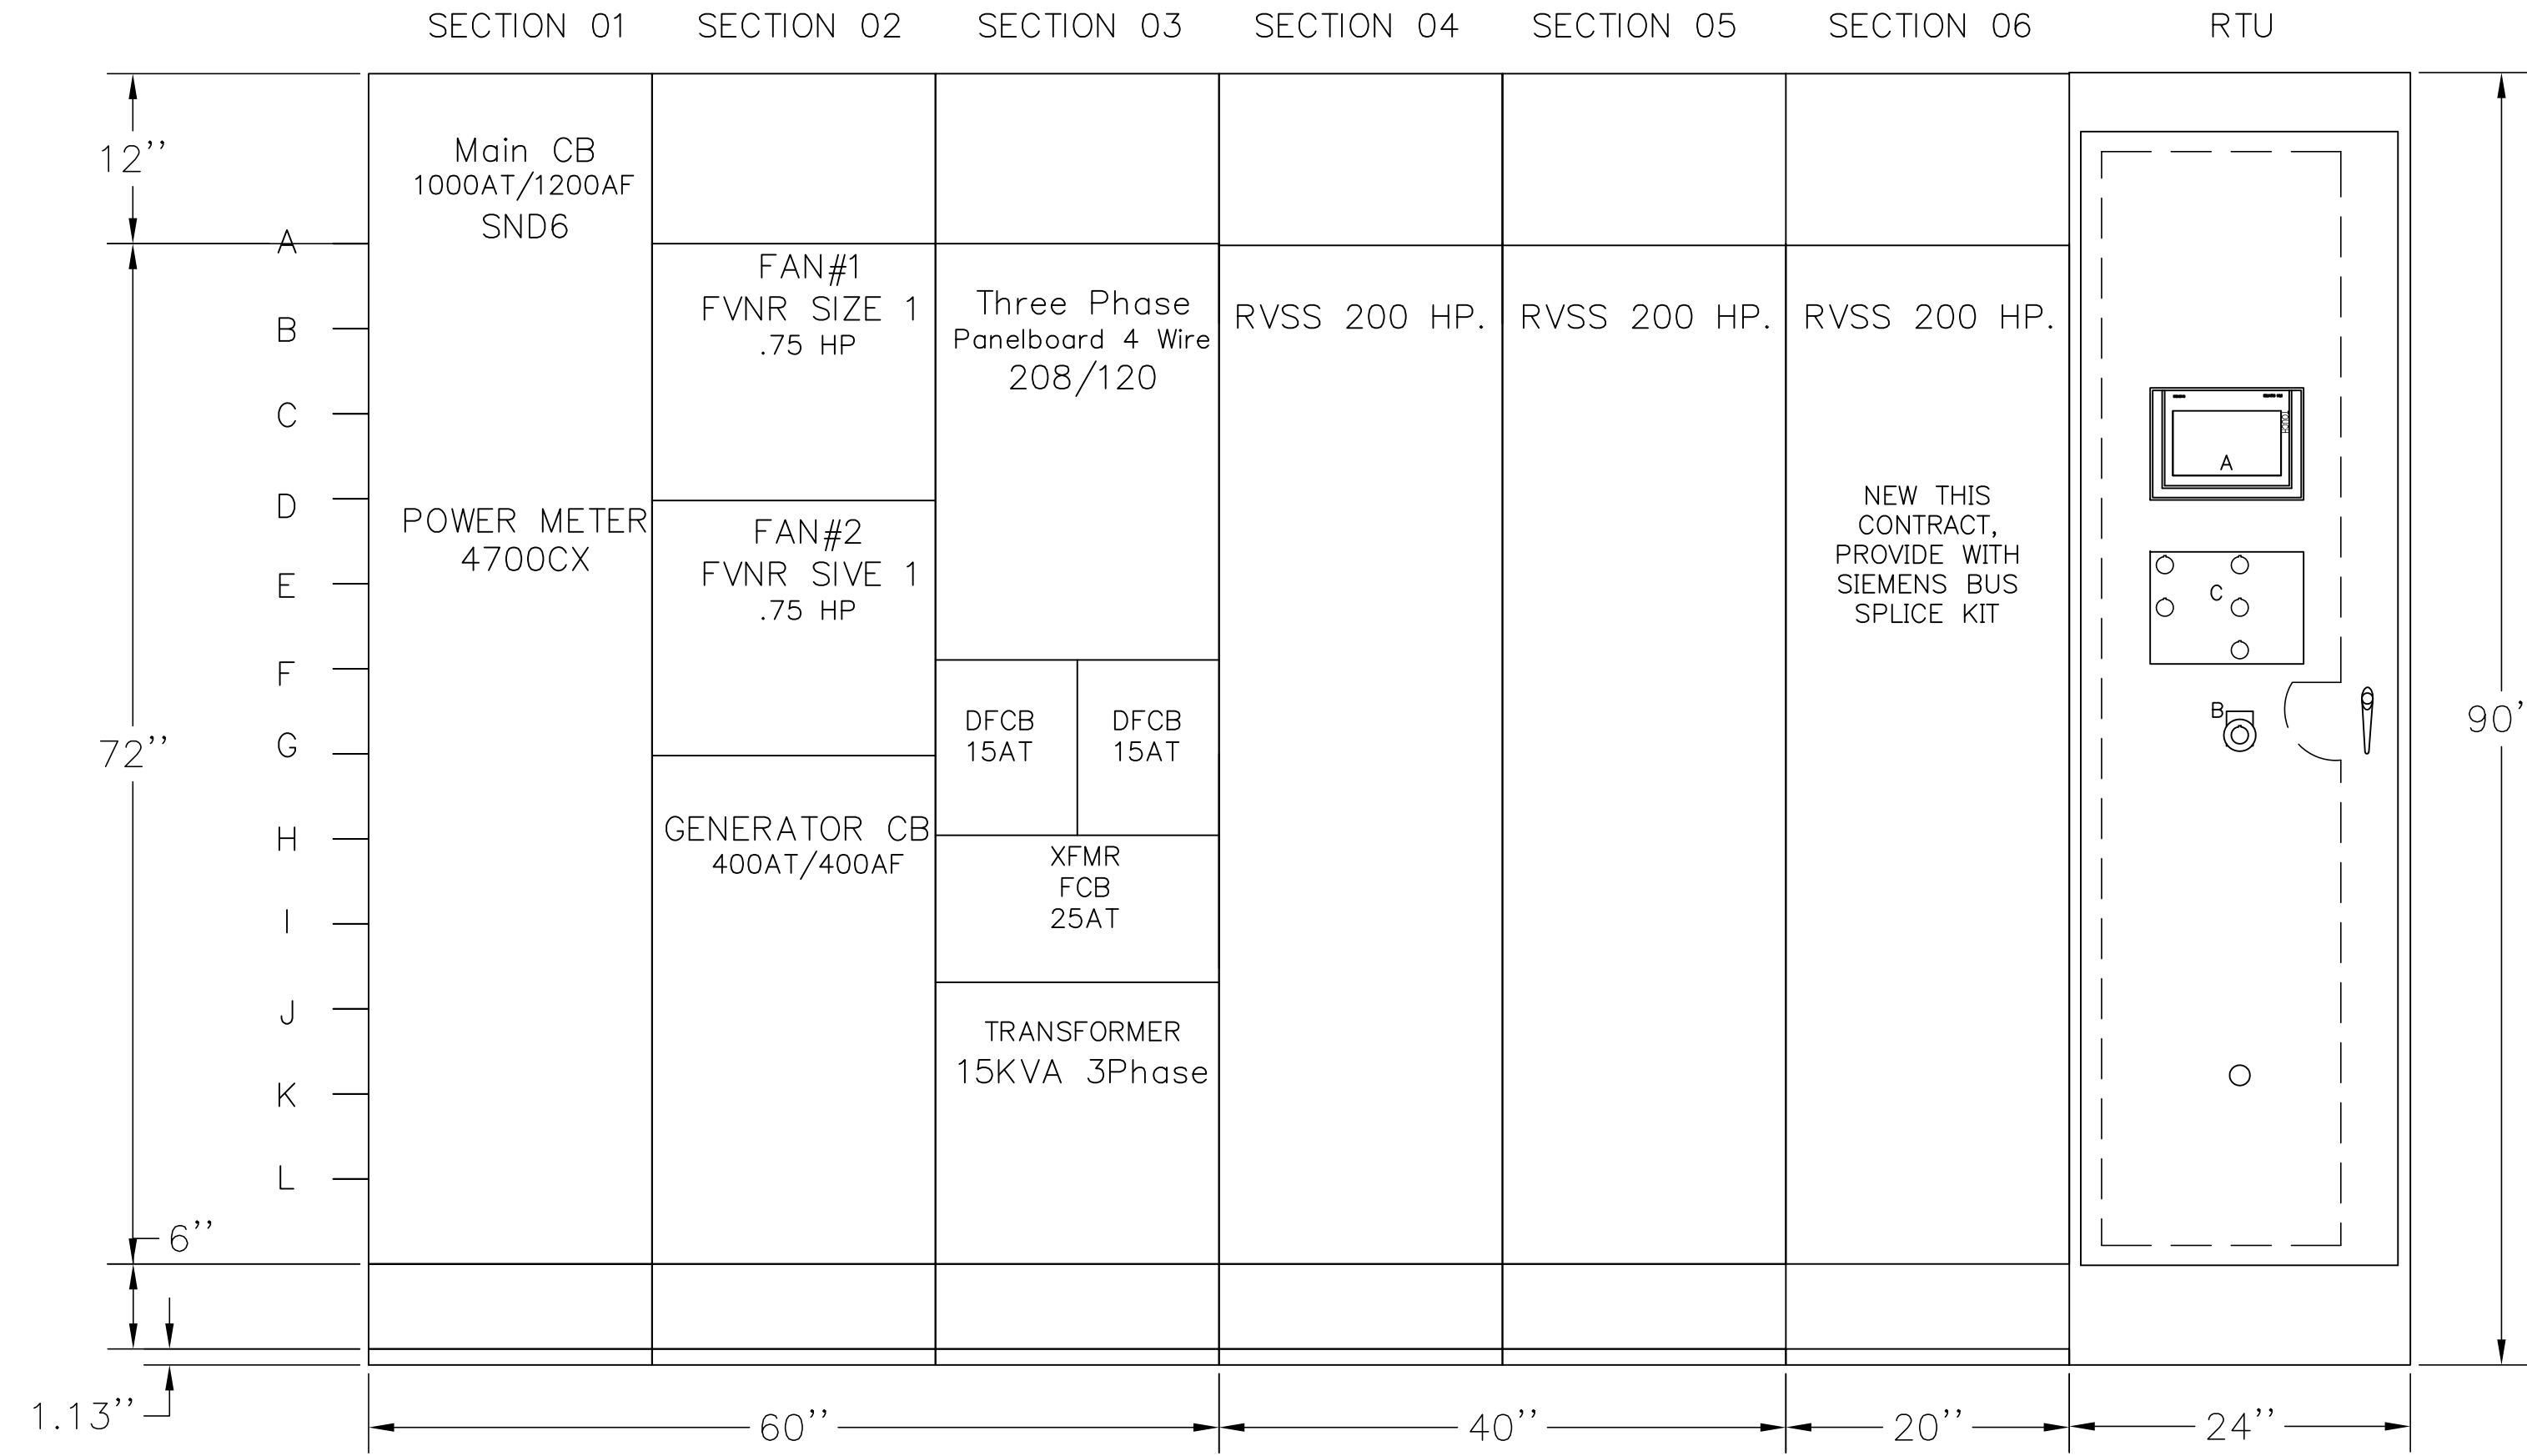 SECTION 01
SECTION 02
SECTION 03
SECTION 04
SECTION 05
SECTION 06
RTU
12''
Main CB
1000AT/1200AF
SND6
A
B
C
D
E
F
G
H
I
J
K
L
POWER METER
4700CX
FAN#1
FVNR SIZE 1
.75 HP
FAN#2
FVNR SIVE 1
.75 HP
GENERATOR CB
400AT/400AF
Three Phase
Panelboard 4 Wire
208/120
DFCB
15AT
DFCB
15AT
XFMR
FCB
25AT
TRANSFORMER
15KVA 3Phase
RVSS 200 HP.
RVSS 200 HP.
RVSS 200 HP.
NEW THIS
CONTRACT,
PROVIDE WITH
SIEMENS BUS
SPLICE KIT
TOUCH
A
C
B
72''
90'
6''
1.13''
60''
40''
20''
24''